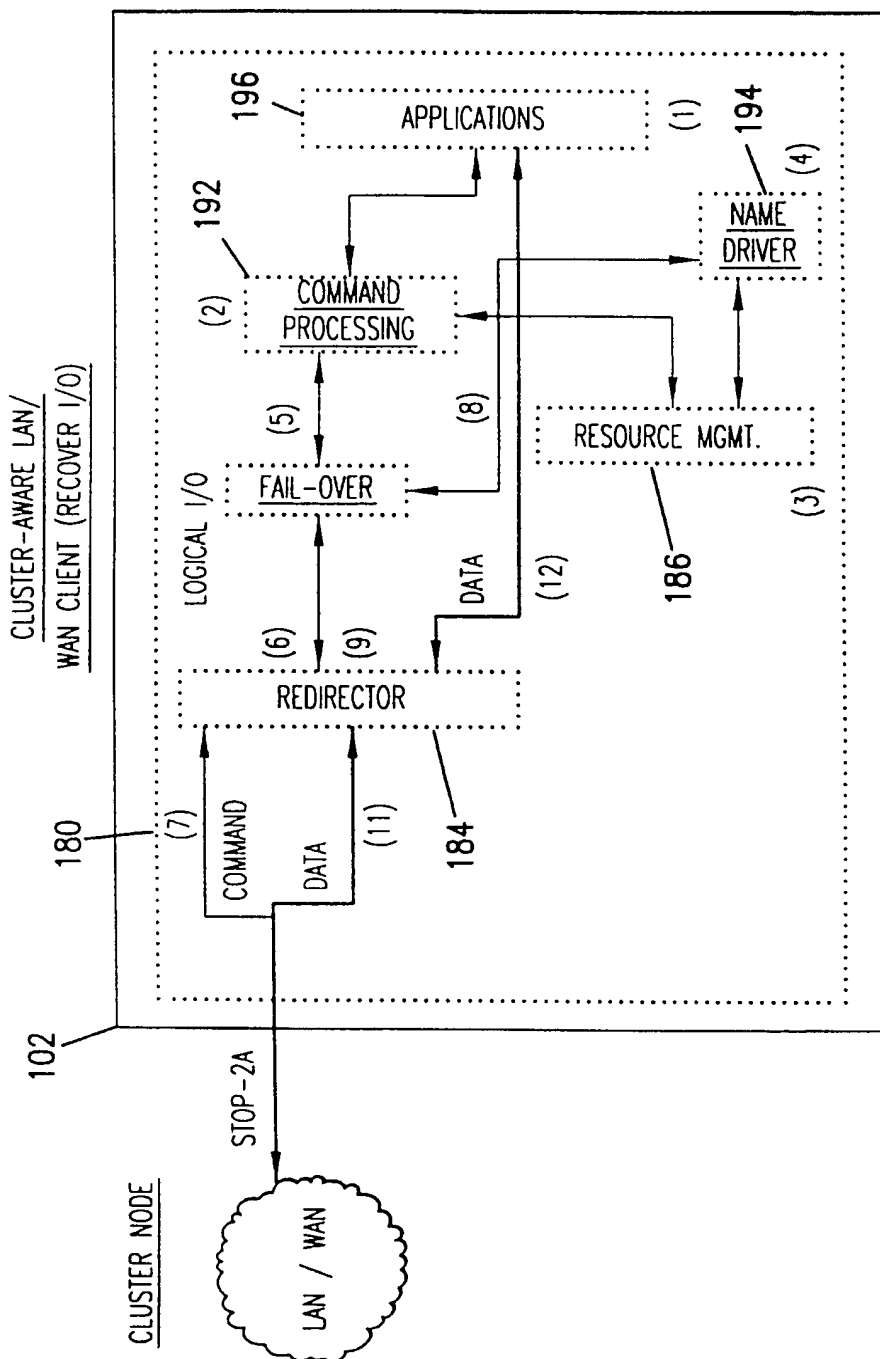 CLUSTER-AWARE LAN/
WAN CLIENT (RECOVER I/O)
CLUSTER NODE
LAN / WAN
STOP-2A
102
180
(7)
COMMAND
DATA
(11)
184
REDIRECTOR
(6)
(9)
LOGICAL I/O
FAIL-OVER
(5)
(2)
192
COMMAND
PROCESSING
196
APPLICATIONS
(1)
(8)
DATA
(12)
RESOURCE MGMT.
186
(3)
NAME
DRIVER
194
(4)